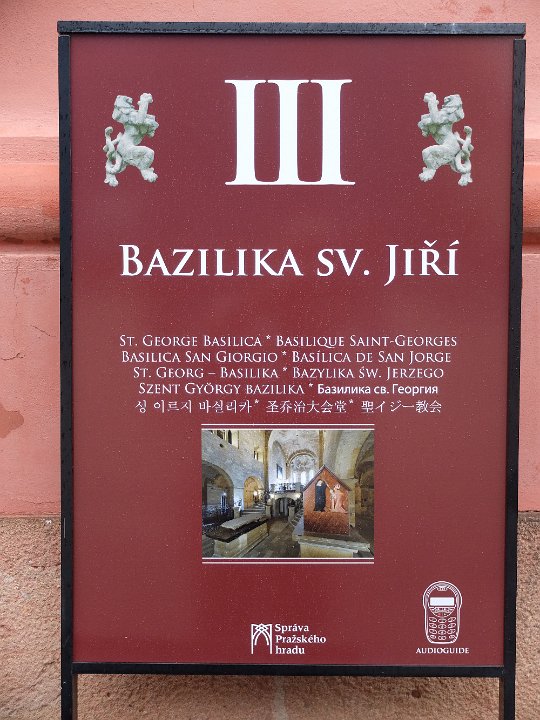 III
BAZILIKA SV. JIŘÍ
ST. GEORGE BASILICA * BASILIQUE SAINT-GEORGES
BASILICA SAN GIORGIO * BASÍLICA DE SAN JORGE
ST. GEORG – BASILIKA * BAZYLIKA ŚW. JERZEGO
SZENT GYÖRGY BAZILIKA * Базилика св. Георгия
성 이르지 바실리카 * 圣乔治大会堂 * 聖イジー教会
Správa
Pražského
hradu
AUDIOGUIDE